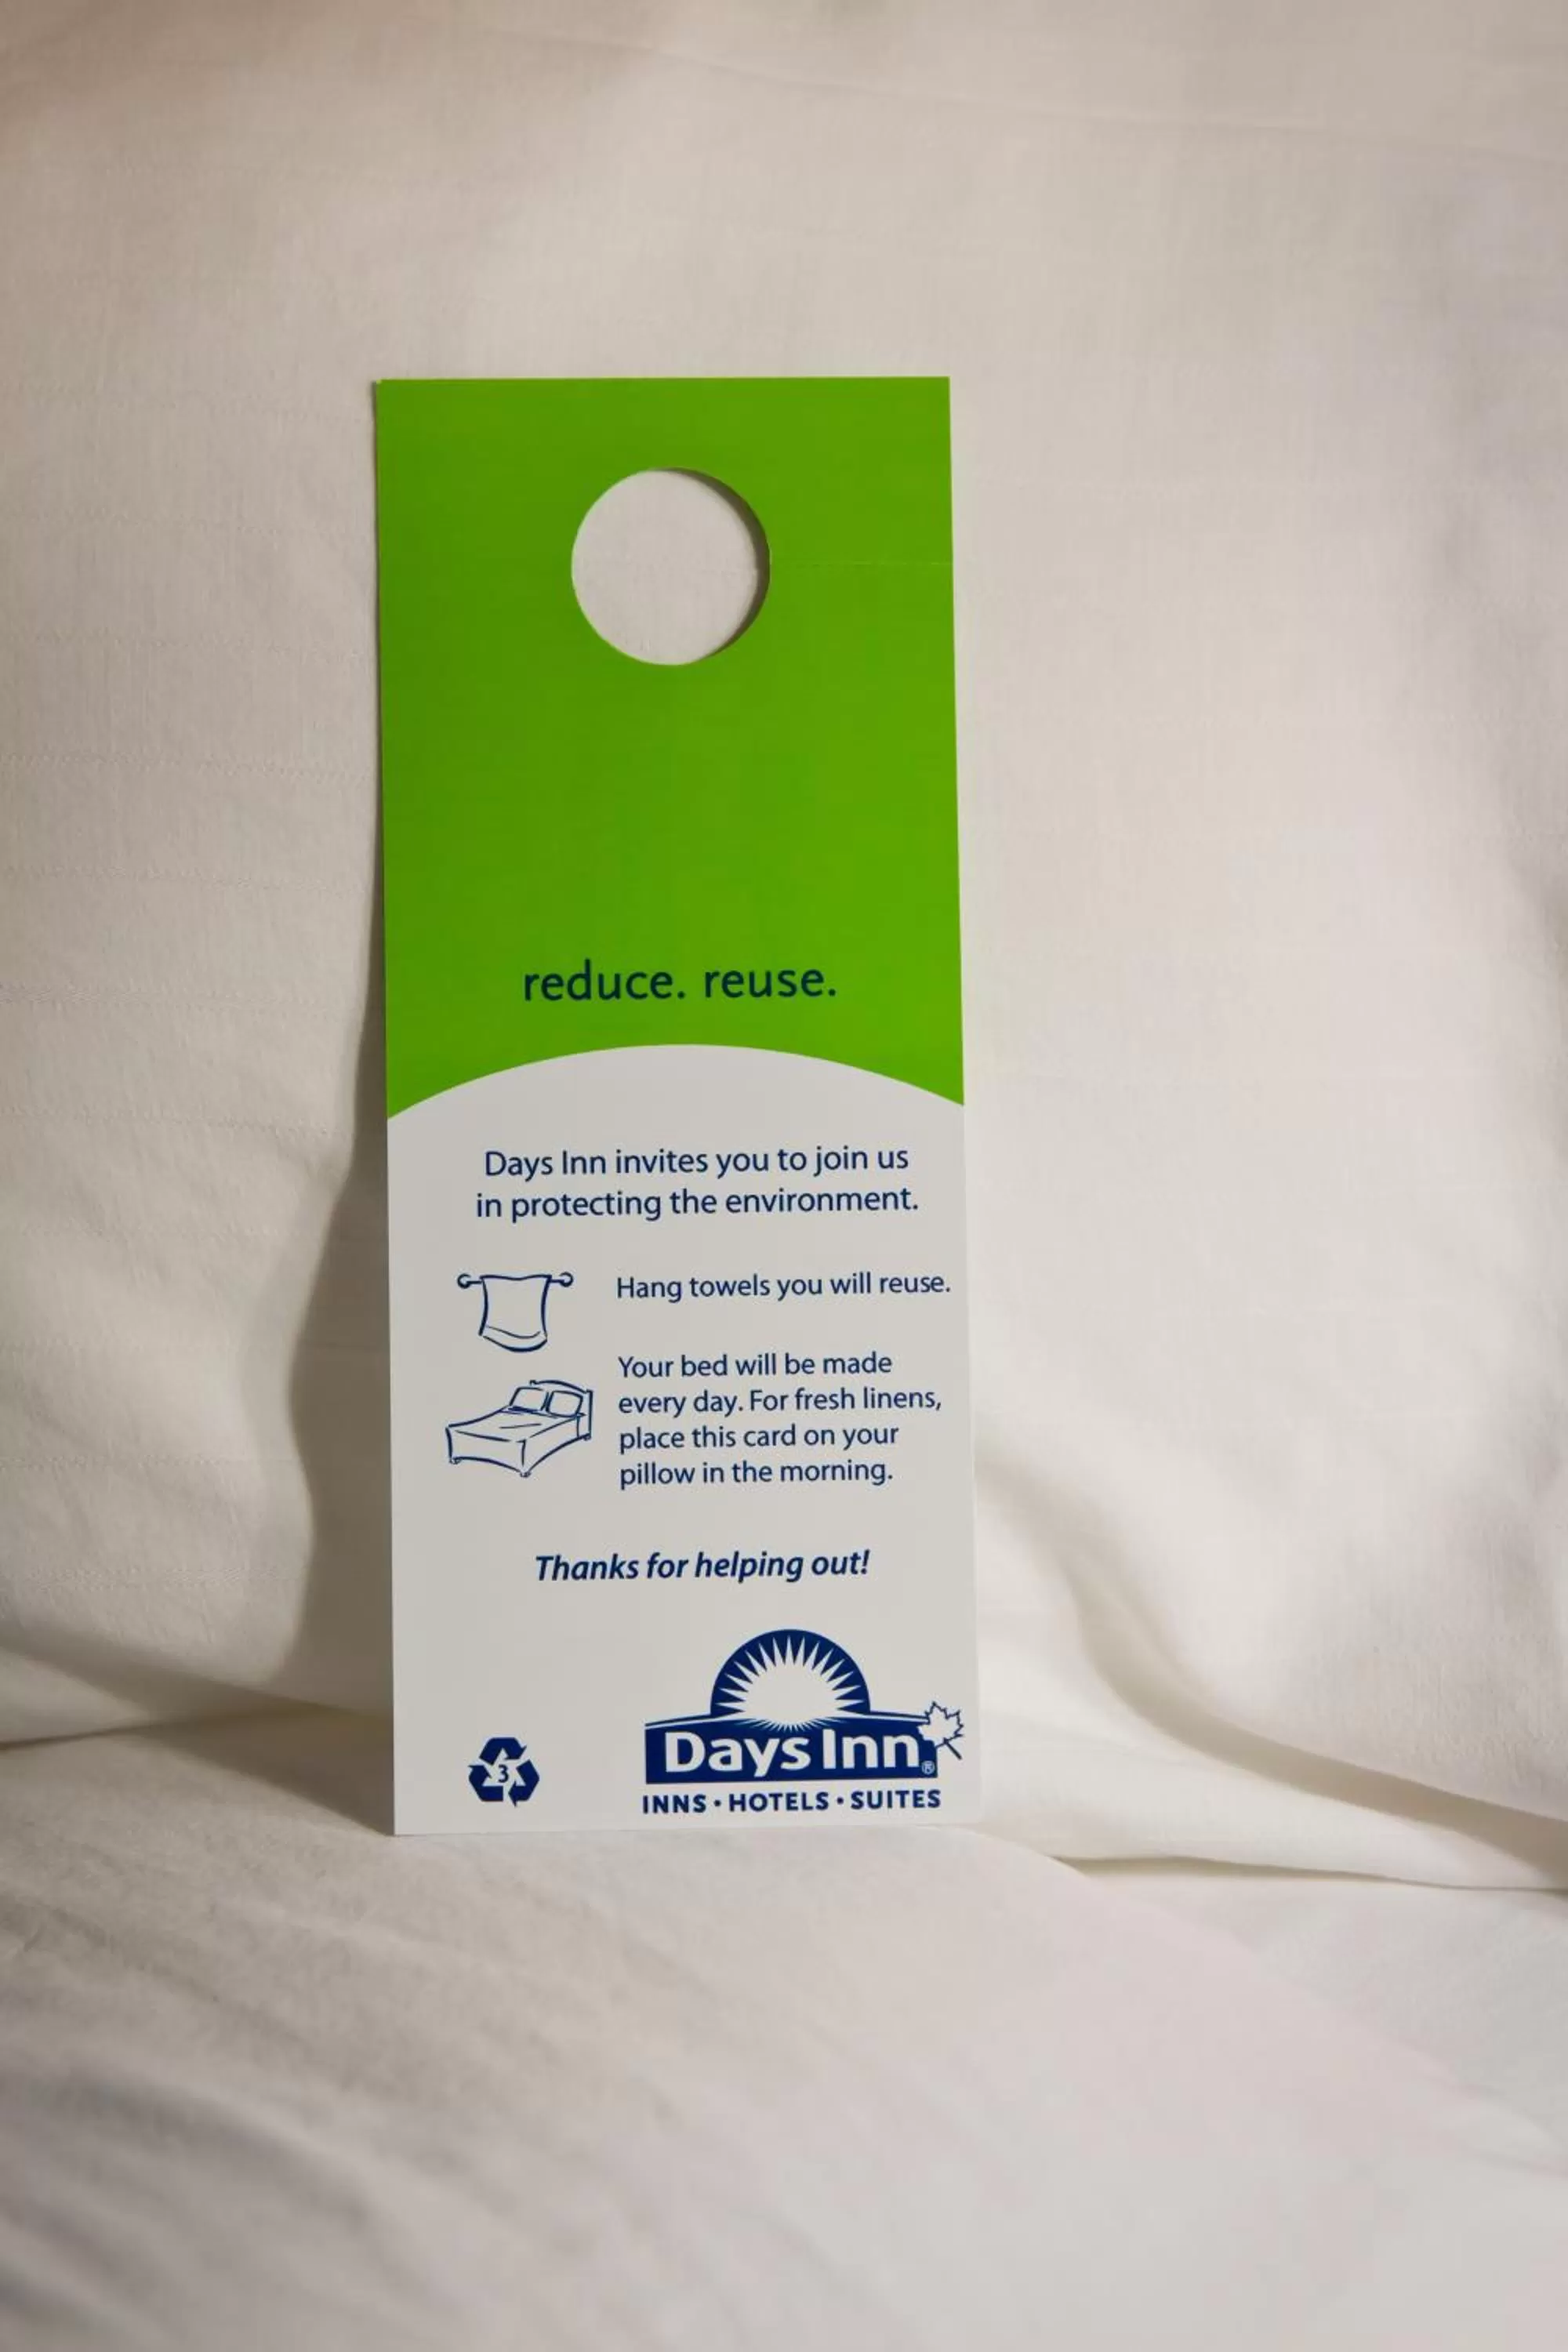 reduce. reuse.
Days Inn invites you to join us
in protecting the environment.
Hang towels you will reuse.
Your bed will be made
every day. For fresh linens,
place this card on your
pillow in the morning.
Thanks for helping out!
3
Days Inn®
INNS • HOTELS • SUITES